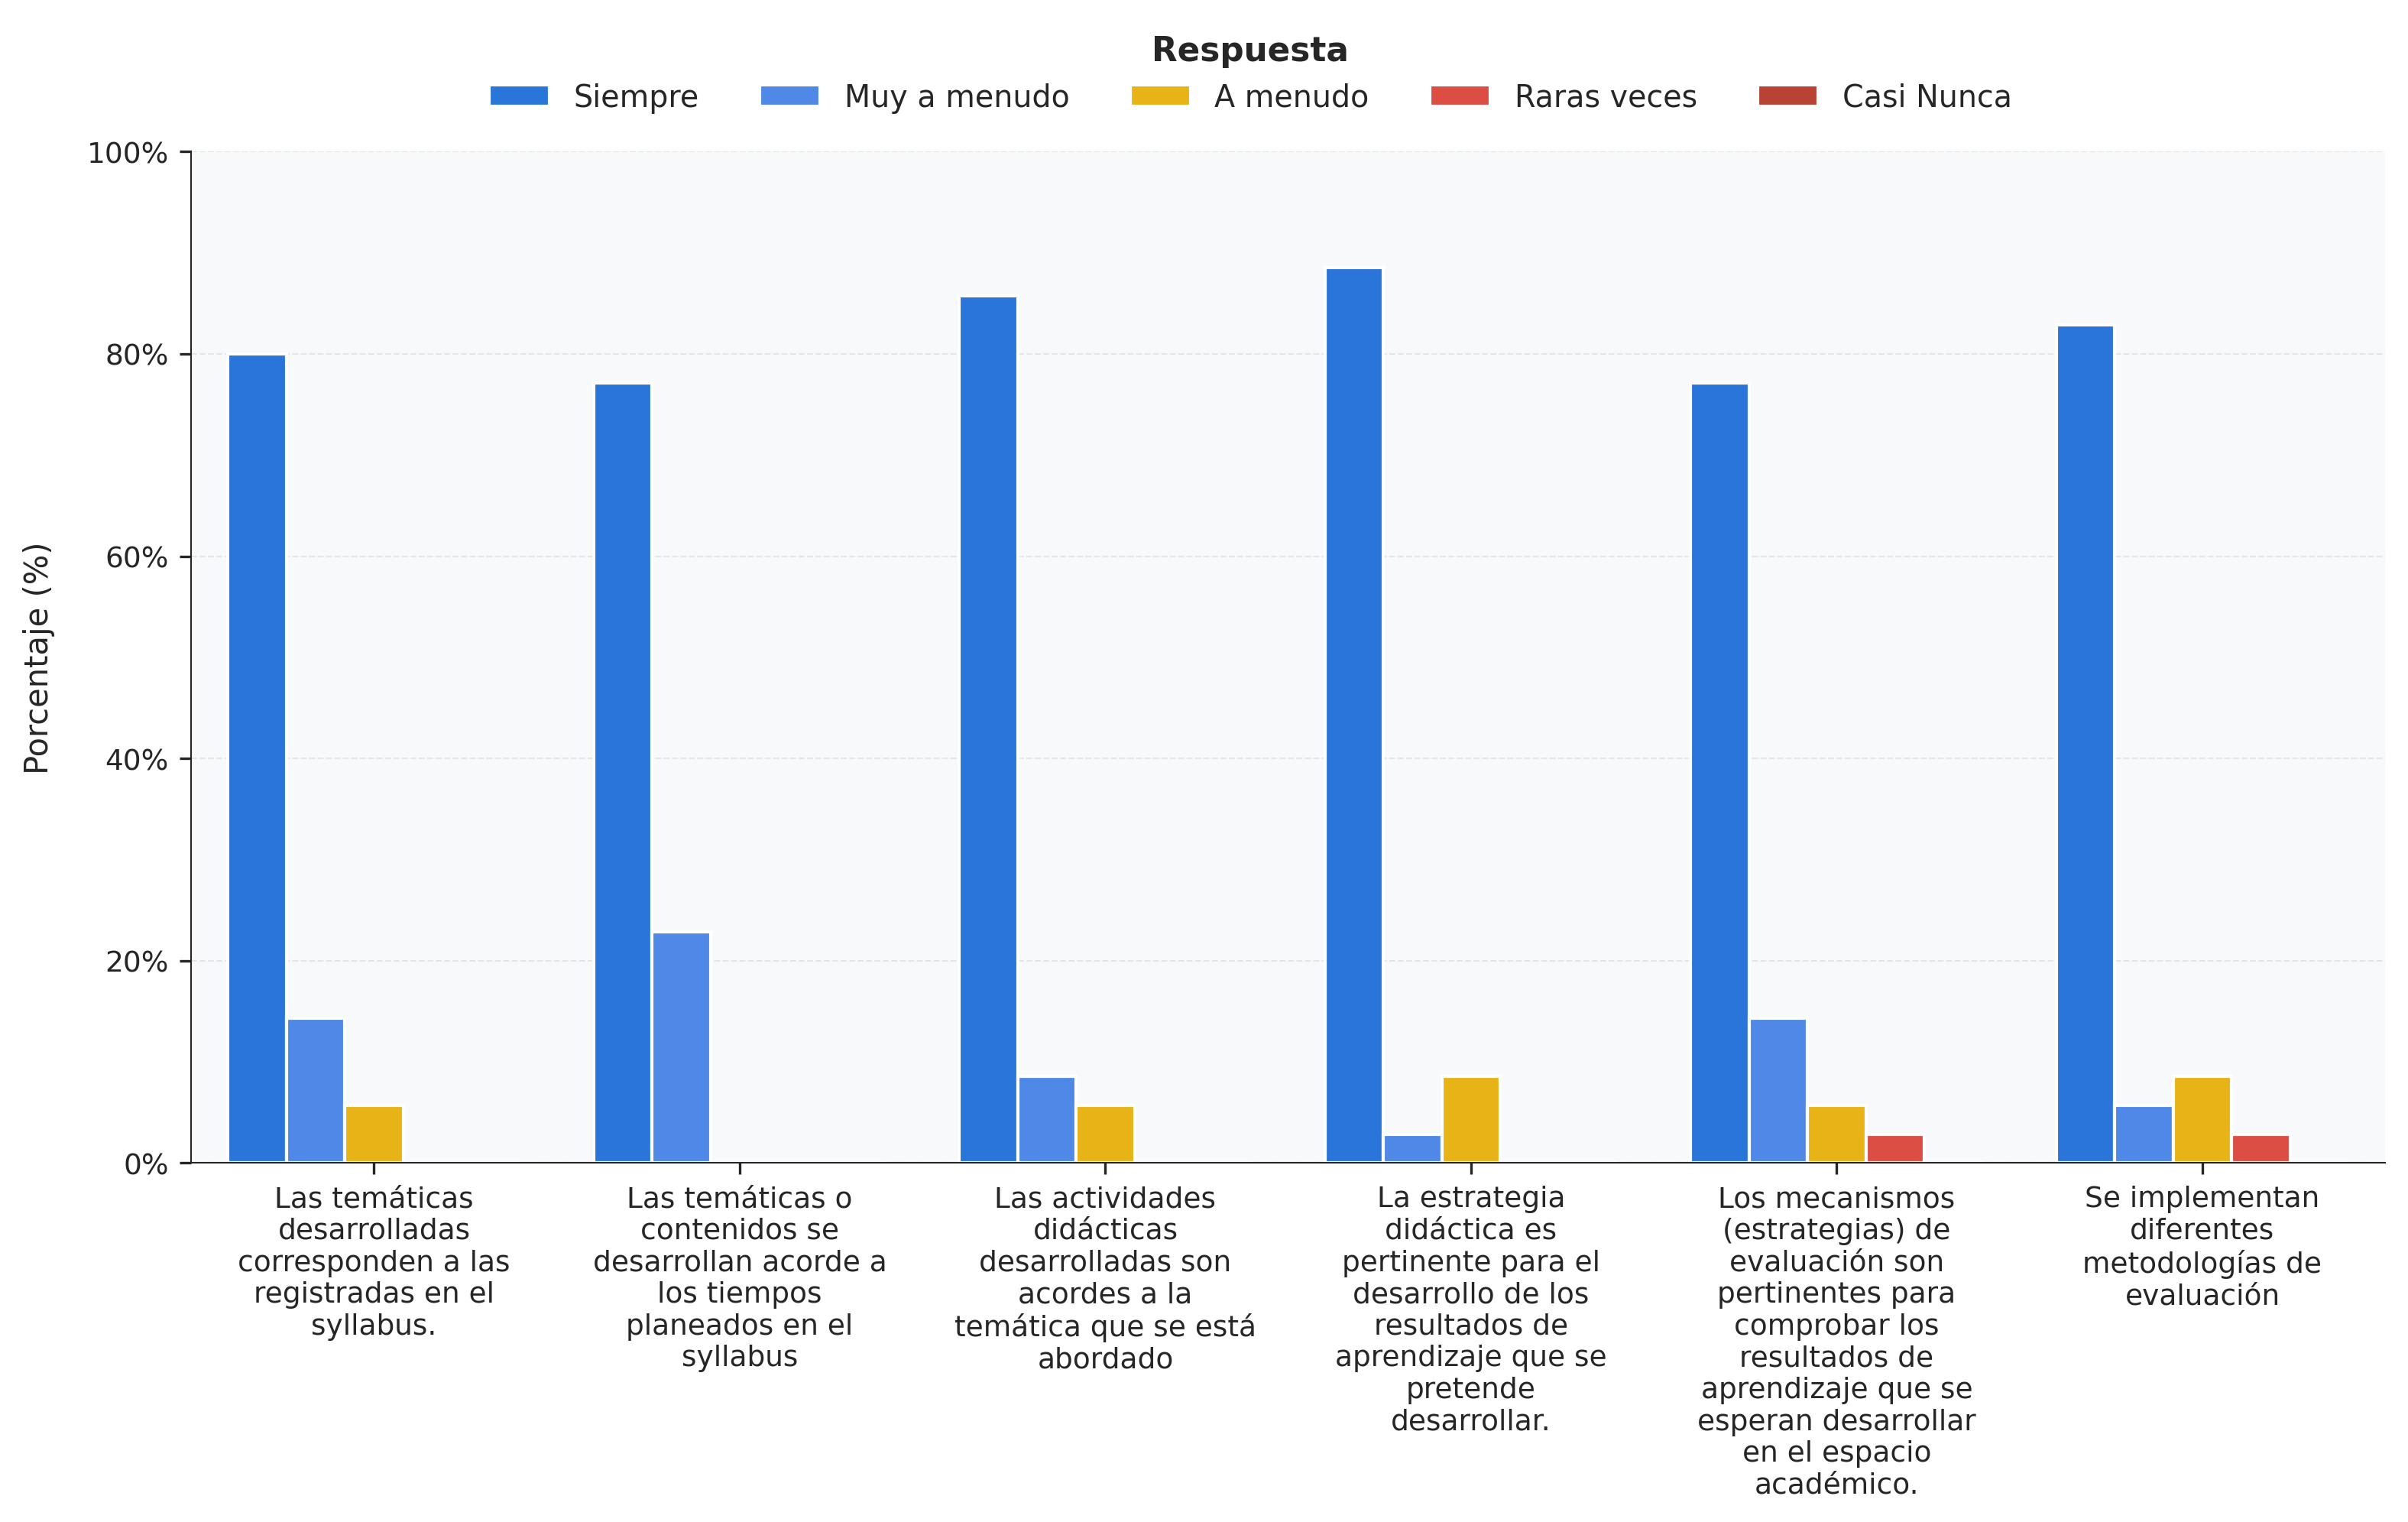 Respuesta
Siempre
Muy a menudo
A menudo
Raras veces
Casi Nunca
Porcentaje (%)
100%
80%
60%
40%
20%
0%
Las temáticas
desarrolladas
corresponden a las
registradas en el
syllabus.
Las temáticas o
contenidos se
desarrollan acorde a
los tiempos
planeados en el
syllabus
Las actividades
didácticas
desarrolladas son
acordes a la
temática que se está
abordado
La estrategia
didáctica es
pertinente para el
desarrollo de los
resultados de
aprendizaje que se
pretende
desarrollar.
Los mecanismos
(estrategias) de
evaluación son
pertinentes para
comprobar los
resultados de
aprendizaje que se
esperan desarrollar
en el espacio
académico.
Se implementan
diferentes
metodologías de
evaluación